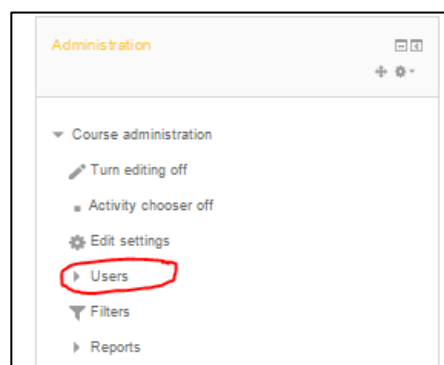 Administration
Course administration
Turn editing off
Activity chooser off
Edit settings
Users
Filters
Reports